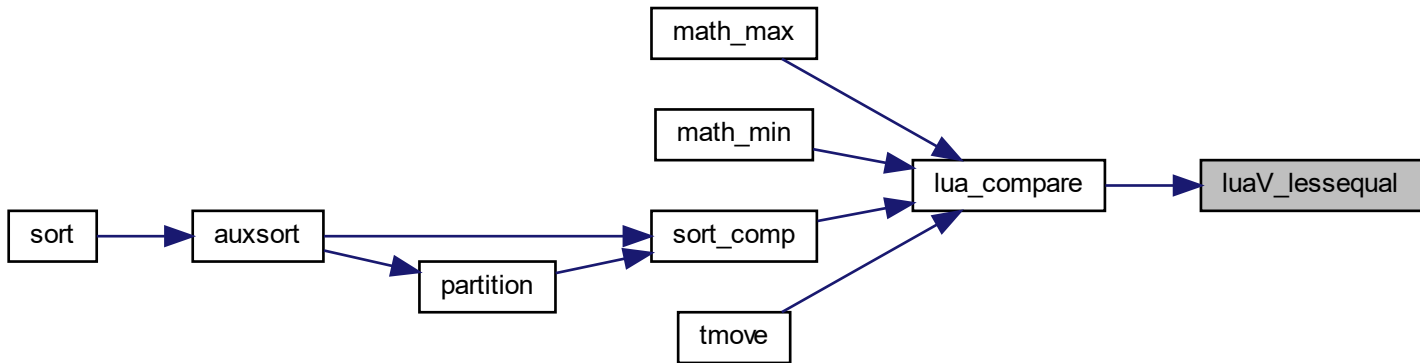 math_max
math_min
lua_compare
luaV_lessequal
sort
auxsort
sort_comp
partition
tmove